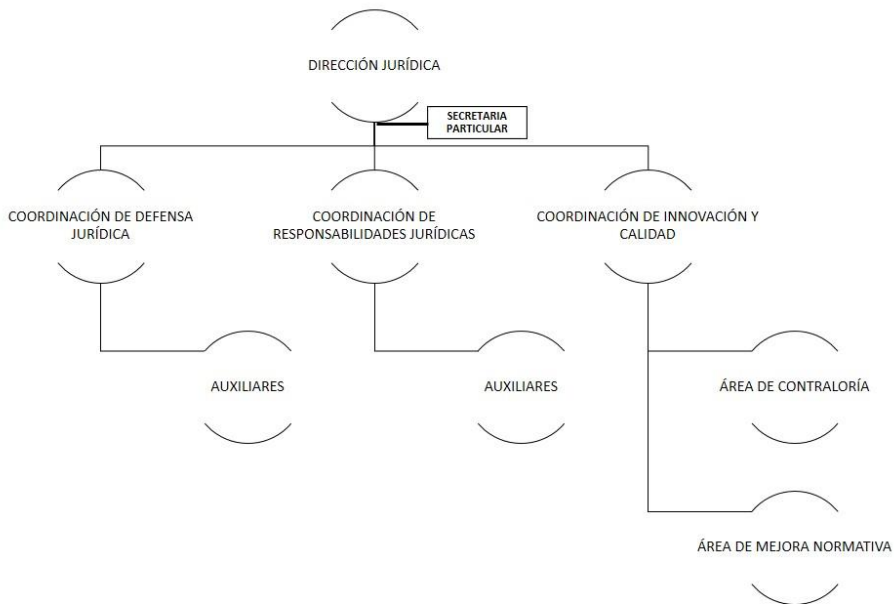 DIRECCIÓN JURÍDICA
SECRETARIA
PARTICULAR
COORDINACIÓN DE DEFENSA
JURÍDICA
COORDINACIÓN DE
RESPONSABILIDADES JURÍDICAS
COORDINACIÓN DE INNOVACIÓN Y
CALIDAD
AUXILIARES
AUXILIARES
ÁREA DE CONTRALORÍA
ÁREA DE MEJORA NORMATIVA